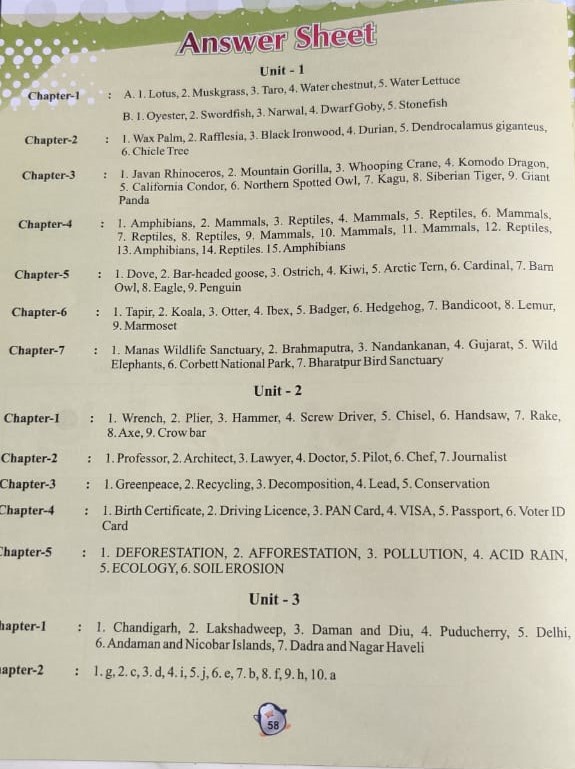 Answer Sheet
Unit - 1
Chapter-1 : A. 1. Lotus, 2. Muskgrass, 3. Taro, 4. Water chestnut, 5. Water Lettuce
B. 1. Oyester, 2. Swordfish, 3. Narwal, 4. Dwarf Goby, 5. Stonefish
Chapter-2 : 1. Wax Palm, 2. Rafflesia, 3. Black Ironwood, 4. Durian, 5. Dendrocalamus giganteus,
6. Chicle Tree
Chapter-3 : 1. Javan Rhinoceros, 2. Mountain Gorilla, 3. Whooping Crane, 4. Komodo Dragon,
5. California Condor, 6. Northern Spotted Owl, 7. Kagu, 8. Siberian Tiger, 9. Giant
Panda
Chapter-4 : 1. Amphibians, 2. Mammals, 3. Reptiles, 4. Mammals, 5. Reptiles, 6. Mammals,
7. Reptiles, 8. Reptiles, 9, Mammals, 10. Mammals, 11. Mammals, 12. Reptiles,
13. Amphibians, 14. Reptiles. 15. Amphibians
Chapter-5 : 1. Dove, 2. Bar-headed goose, 3. Ostrich, 4. Kiwi, 5. Arctic Tern, 6. Cardinal, 7. Barn
Owl, 8. Eagle, 9. Penguin
Chapter-6 : 1. Tapir, 2. Koala, 3. Otter, 4. Ibex, 5. Badger, 6. Hedgehog, 7. Bandicoot, 8. Lemur,
9. Marmoset
Chapter-7 : 1. Manas Wildlife Sanctuary, 2. Brahmaputra, 3. Nandankanan, 4. Gujarat, 5. Wild
Elephants, 6. Corbett National Park, 7. Bharatpur Bird Sanctuary
Unit - 2
Chapter-1 : 1. Wrench, 2. Plier, 3. Hammer, 4. Screw Driver, 5. Chisel, 6. Handsaw, 7. Rake,
8. Axe, 9. Crow bar
Chapter-2 : 1. Professor, 2. Architect, 3. Lawyer, 4. Doctor, 5. Pilot, 6. Chef, 7. Journalist
Chapter-3 : 1. Greenpeace, 2. Recycling, 3. Decomposition, 4. Lead, 5. Conservation
Chapter-4 : 1. Birth Certificate, 2. Driving Licence, 3. PAN Card, 4. VISA, 5. Passport, 6. Voter ID
Card
Chapter-5 : 1. DEFORESTATION, 2. AFFORESTATION, 3. POLLUTION, 4. ACID RAIN,
5. ECOLOGY, 6. SOIL EROSION
Unit - 3
hapter-1 : 1. Chandigarh, 2. Lakshadweep, 3. Daman and Diu, 4. Puducherry, 5. Delhi,
6. Andaman and Nicobar Islands, 7. Dadra and Nagar Haveli
apter-2 : 1. g, 2. c, 3. d, 4. i, 5. j, 6. e, 7. b, 8. f, 9. h, 10. a
58